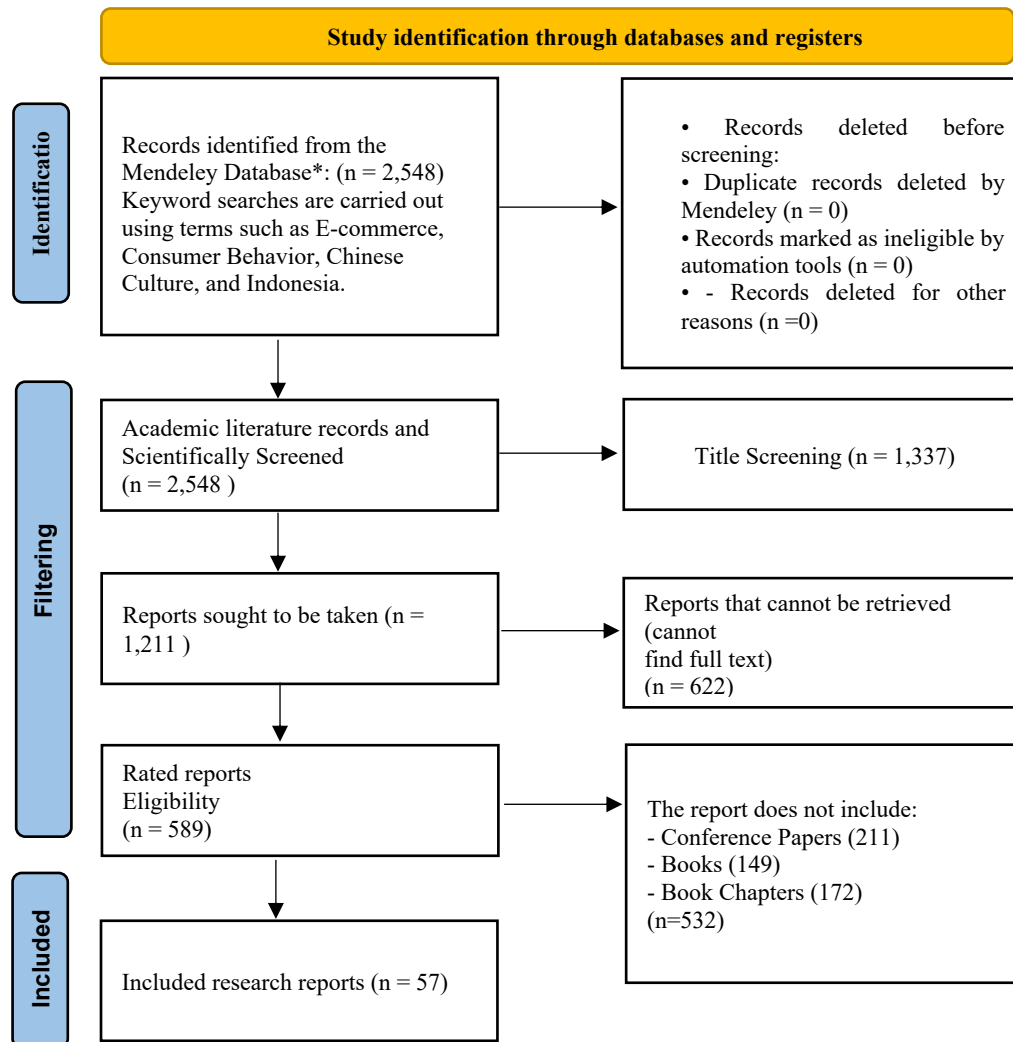 Study identification through databases and registers
Identificatio
Records identified from the
Mendeley Database*: (n = 2,548)
Keyword searches are carried out
using terms such as E-commerce,
Consumer Behavior, Chinese
Culture, and Indonesia.
• Records deleted before
screening:
• Duplicate records deleted by
Mendeley (n = 0)
• Records marked as ineligible by
automation tools (n = 0)
• - Records deleted for other
reasons (n =0)
Filtering
Academic literature records and
Scientifically Screened
(n = 2,548 )
Title Screening (n = 1,337)
Reports sought to be taken (n =
1,211 )
Reports that cannot be retrieved
(cannot
find full text)
(n = 622)
Rated reports
Eligibility
(n = 589)
The report does not include:
- Conference Papers (211)
- Books (149)
- Book Chapters (172)
(n=532)
Included
Included research reports (n = 57)